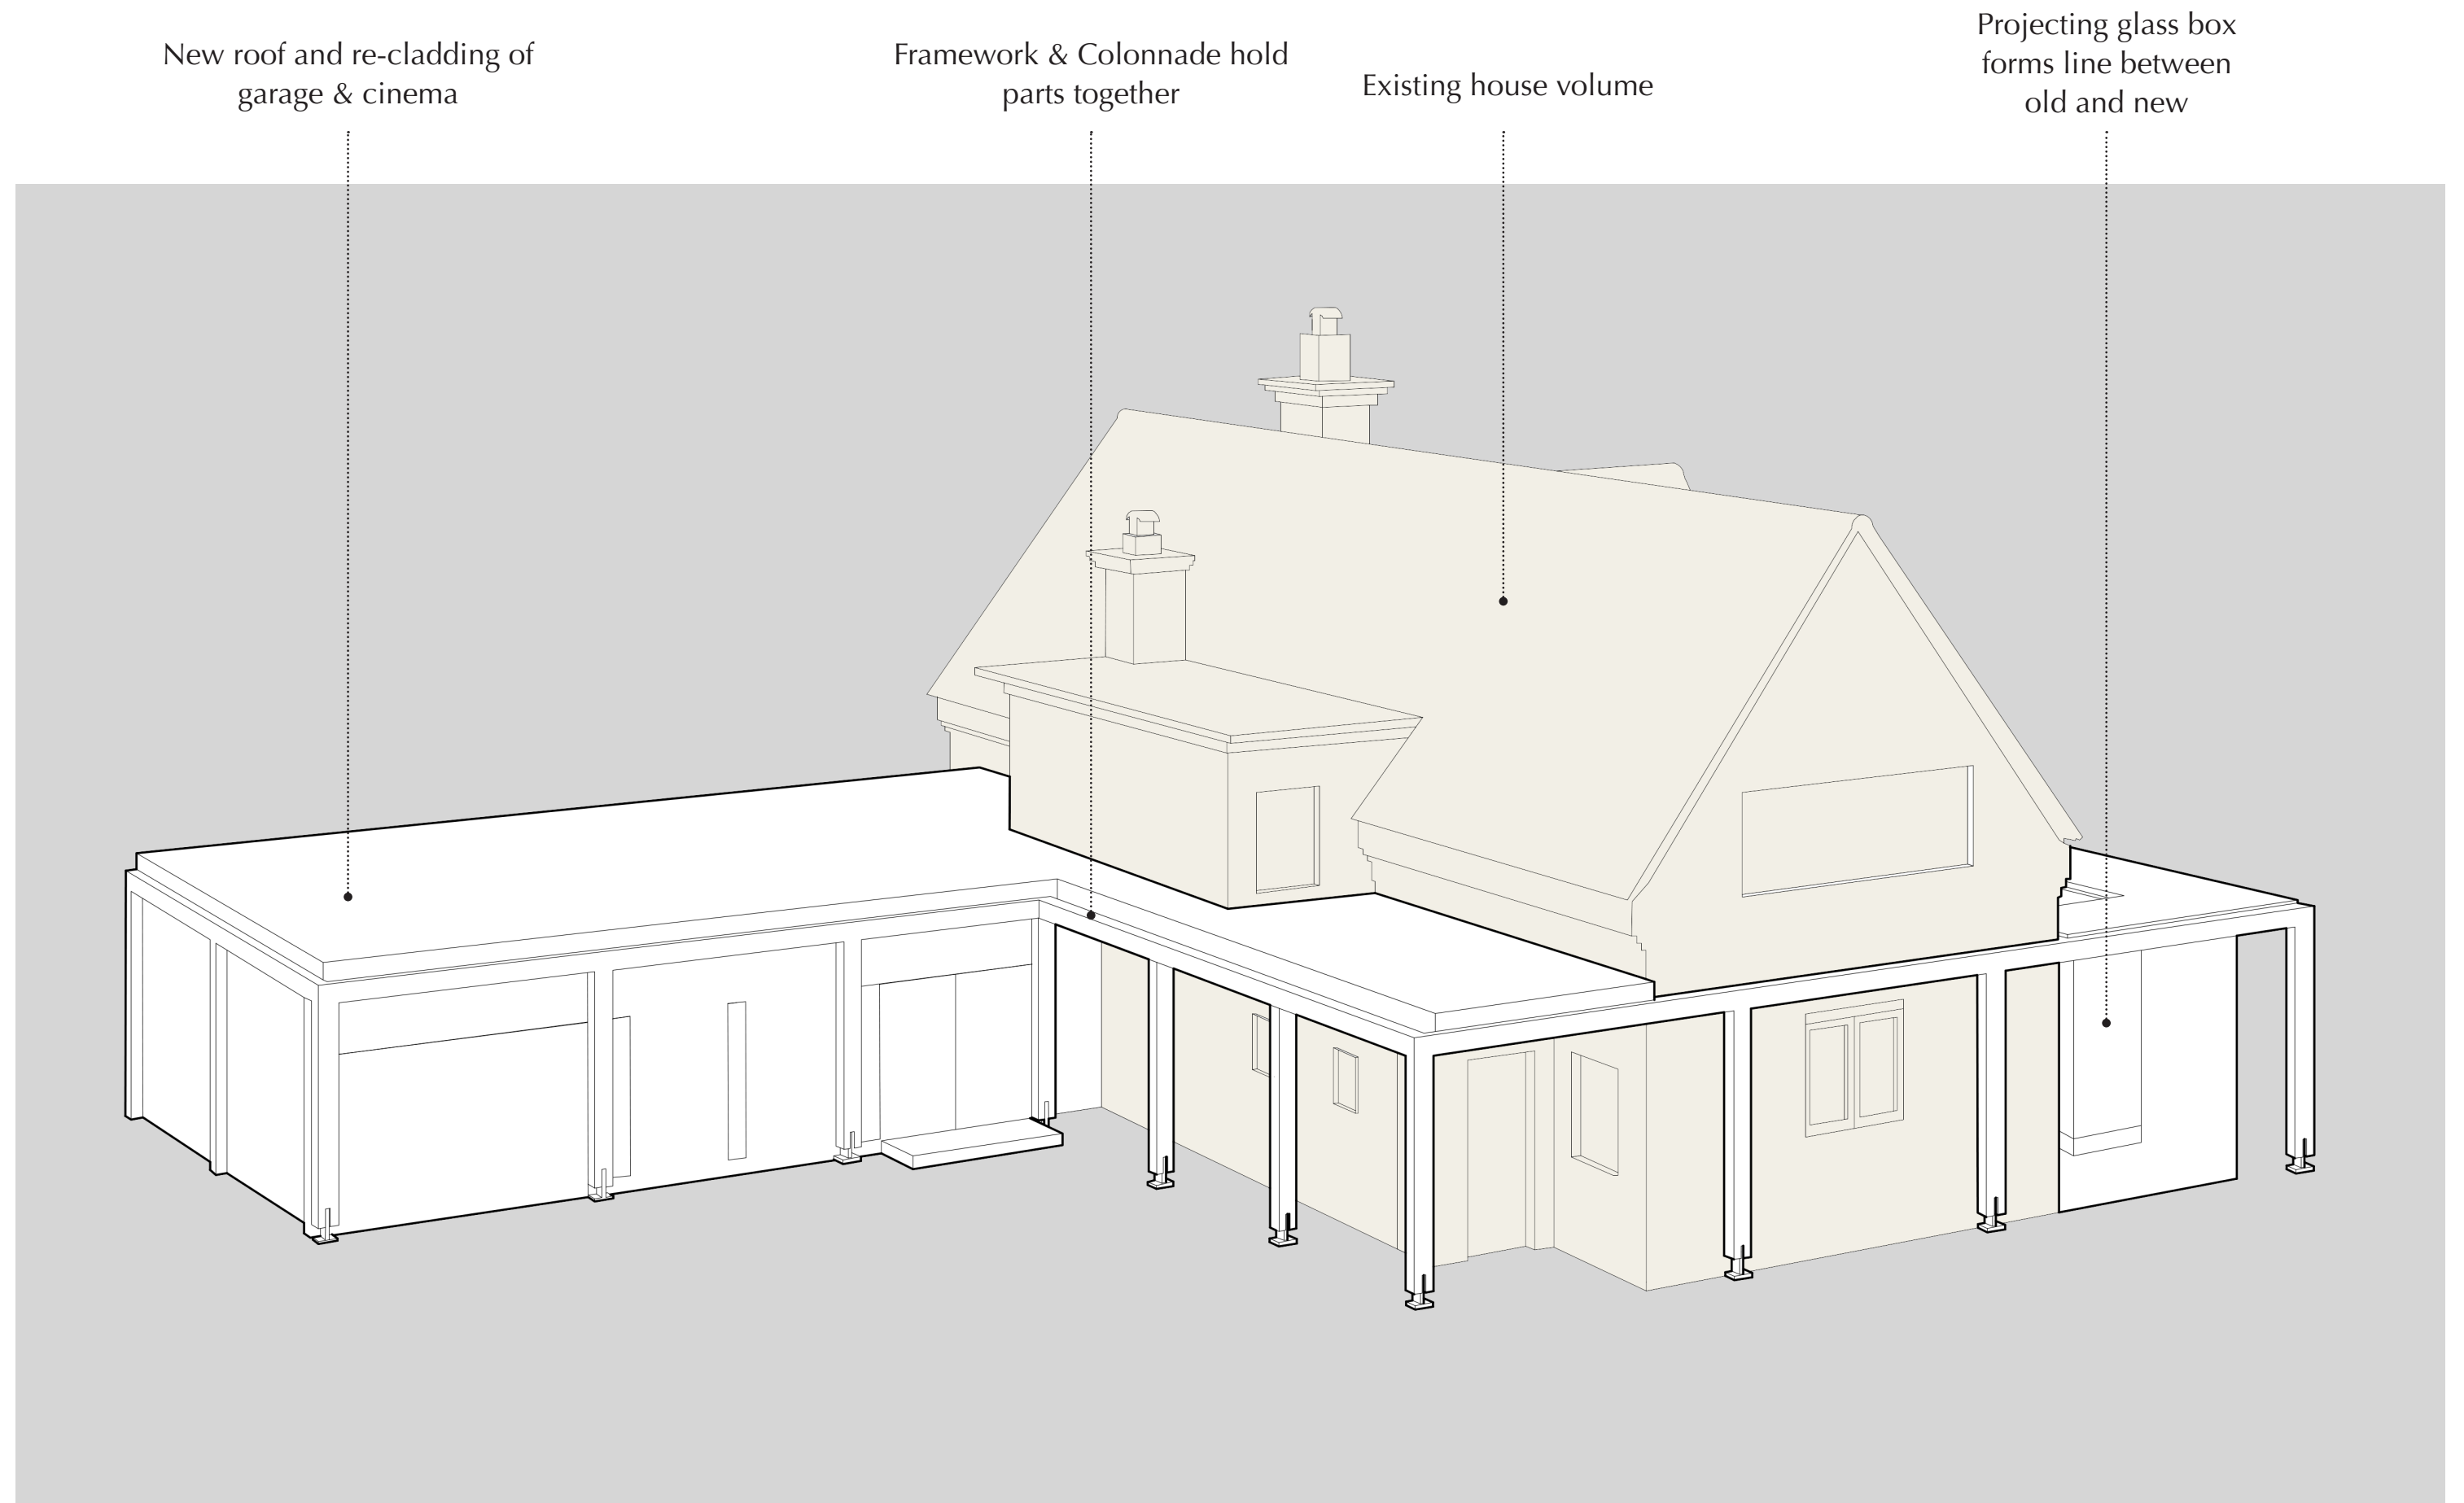 New roof and re-cladding of
garage & cinema
Framework & Colonnade hold
parts together
Existing house volume
Projecting glass box
forms line between
old and new